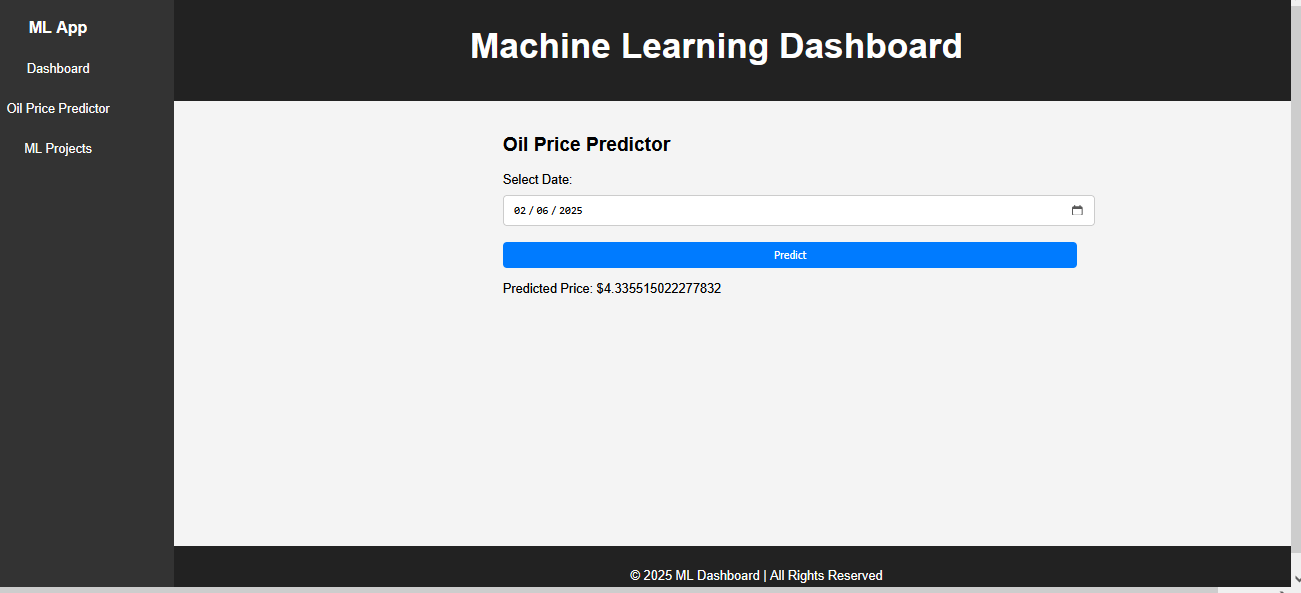 ML App
Dashboard
Oil Price Predictor
ML Projects
Machine Learning Dashboard
Oil Price Predictor
Select Date:
02 / 06 / 2025
Predict
Predicted Price: $4.335515022277832
© 2025 ML Dashboard | All Rights Reserved